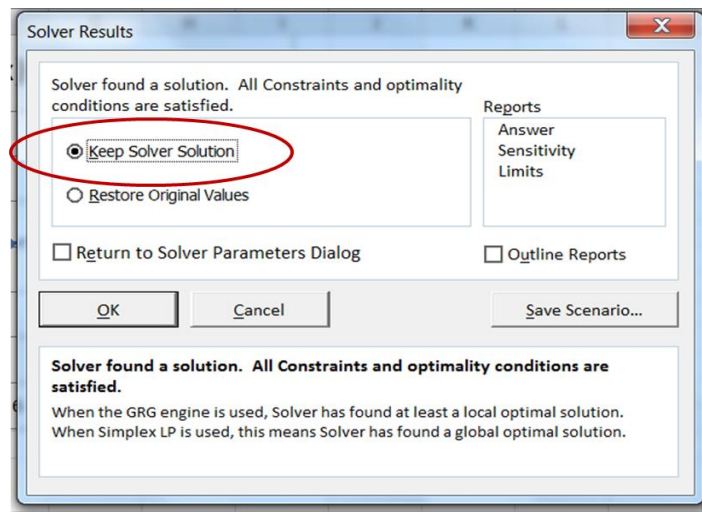 Solver Results
Solver found a solution. All Constraints and optimality
conditions are satisfied.
Reports
Keep Solver Solution
Restore Original Values
Answer
Sensitivity
Limits
Return to Solver Parameters Dialog
Outline Reports
OK
Cancel
Save Scenario...
Solver found a solution. All Constraints and optimality conditions are
satisfied.
When the GRG engine is used, Solver has found at least a local optimal solution.
When Simplex LP is used, this means Solver has found a global optimal solution.